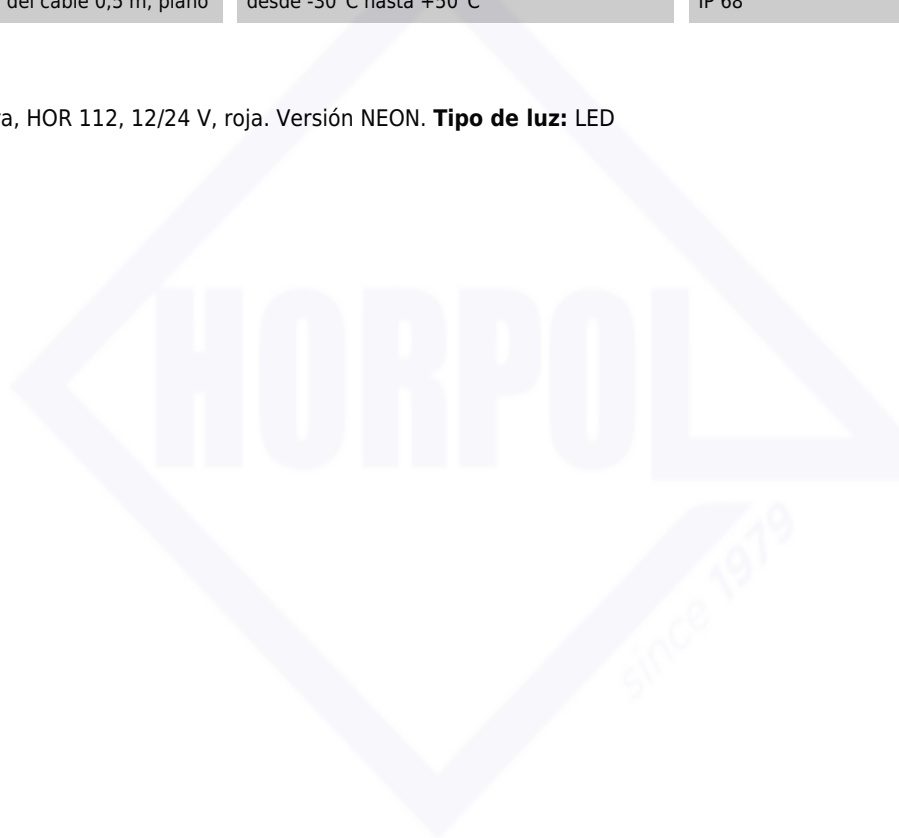 del cable 0,5 m, plano
desde -30°C hasta +50°C
IP 68
a, HOR 112, 12/24 V, roja. Versión NEON. Tipo de luz: LED
HORPOL
since 1979